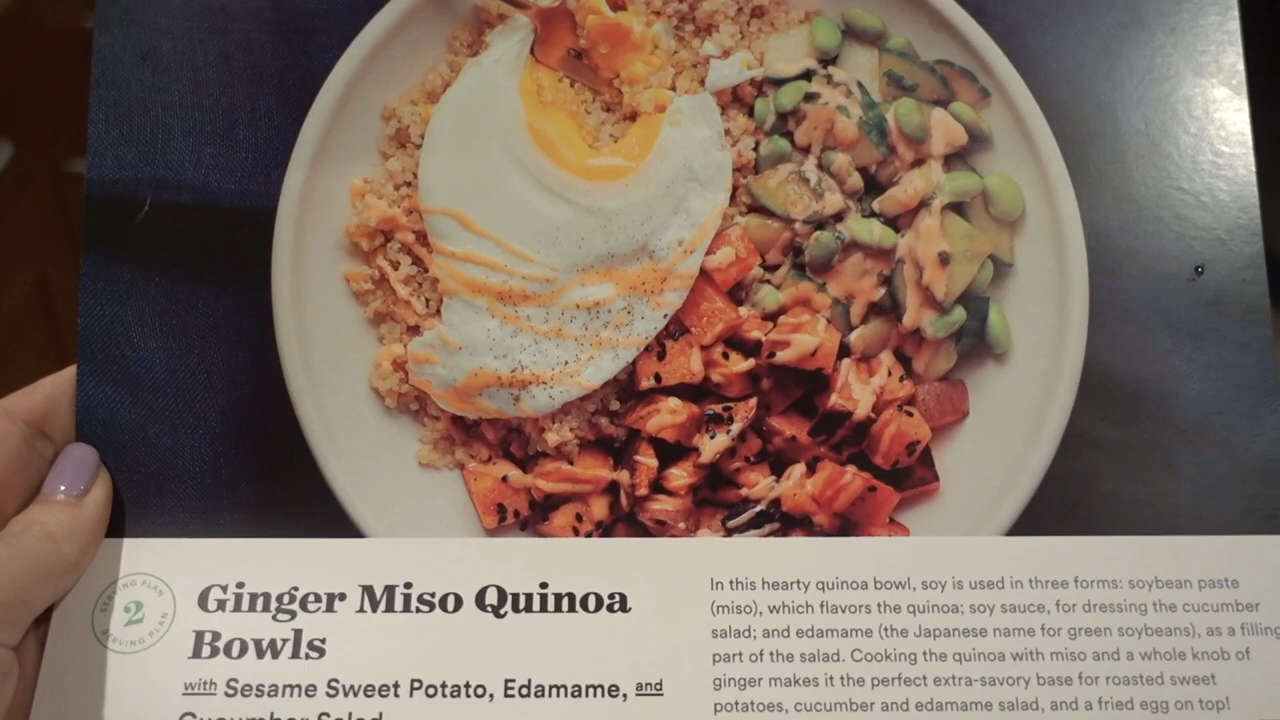 SERVING PLAN
2
SERVING PLAN
Ginger Miso Quinoa
Bowls
with Sesame Sweet Potato, Edamame, and
Cucumber Salad
In this hearty quinoa bowl, soy is used in three forms: soybean paste
(miso), which flavors the quinoa; soy sauce, for dressing the cucumber
salad; and edamame (the Japanese name for green soybeans), as a filling
part of the salad. Cooking the quinoa with miso and a whole knob of
ginger makes it the perfect extra-savory base for roasted sweet
potatoes, cucumber and edamame salad, and a fried egg on top!